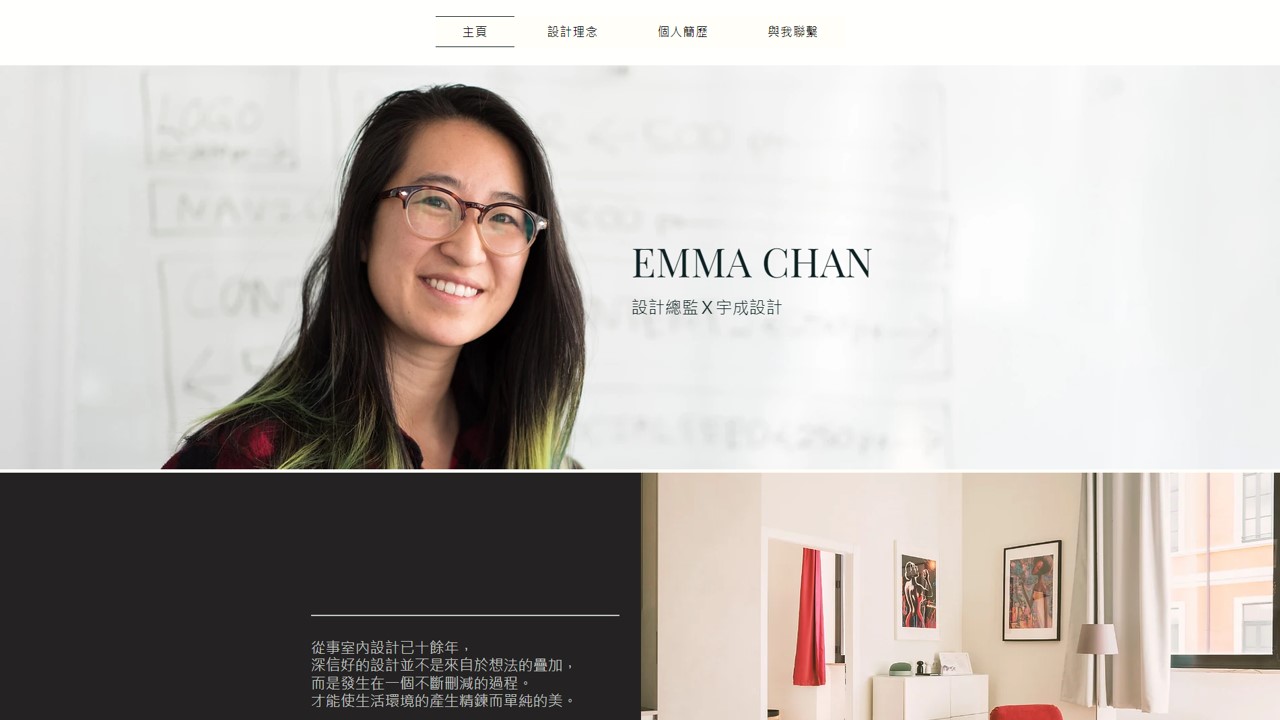 主頁
設計理念
個人簡歷
與我聯繫
LOGO
EMMA CHAN
設計總監 X 宇成設計
從事室內設計已十餘年，
深信好的設計並不是來自於想法的疊加，
而是發生在一個不斷刪減的過程。
才能使生活環境的產生精鍊而單純的美。